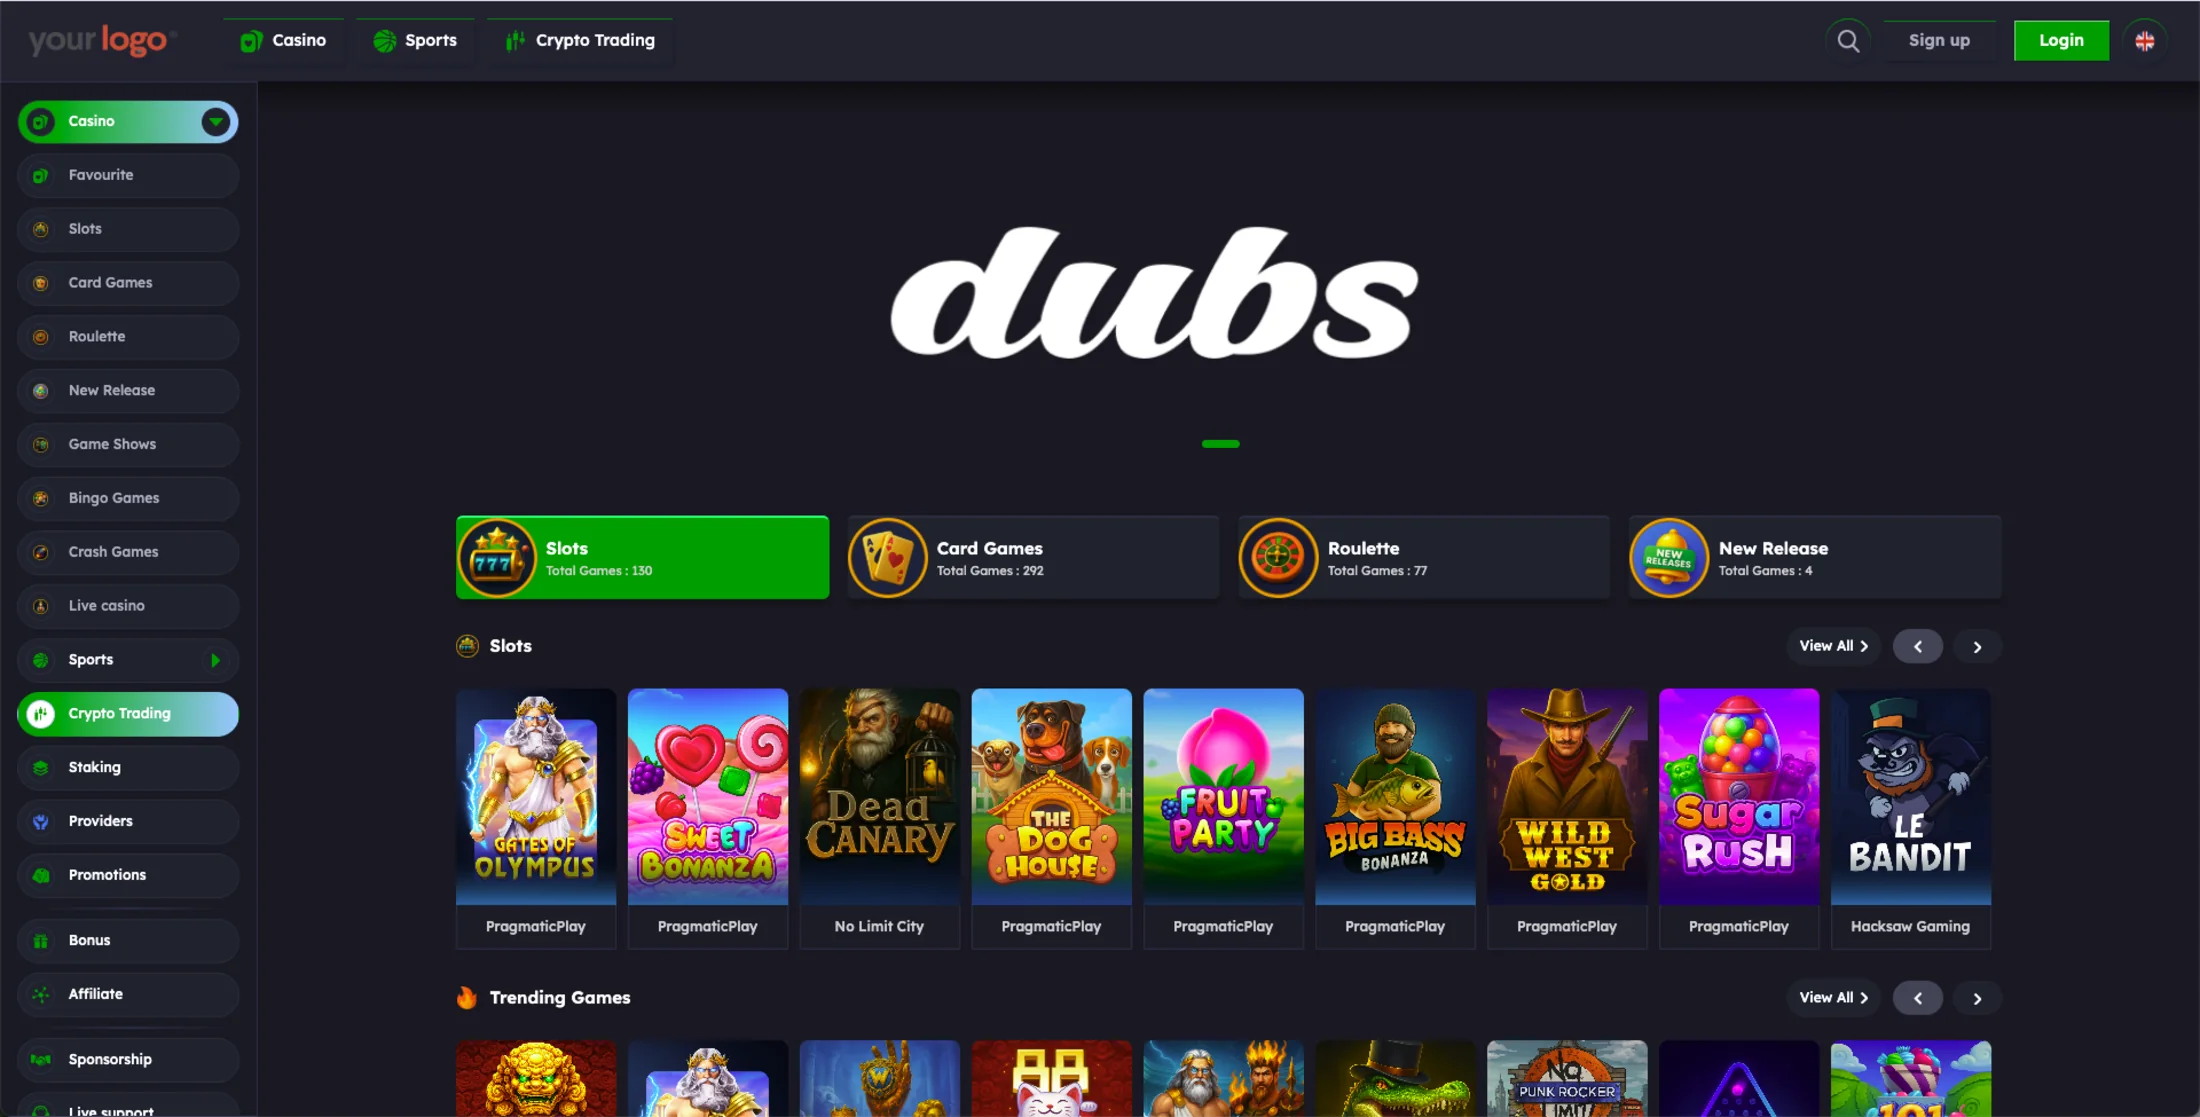 your logo
Casino
Sports
Crypto Trading
Sign up
Login
Casino
Favourite
Slots
Card Games
Roulette
New Release
Game Shows
Bingo Games
Crash Games
Live casino
Sports
Crypto Trading
Staking
Providers
Promotions
Bonus
Affiliate
Sponsorship
Live support
dubs
777
Slots
Total Games : 130
Card Games
Total Games : 292
Roulette
Total Games : 77
NEW
RELEASES
New Release
Total Games : 4
Slots
View All
GATES OF
OLYMPUS
PragmaticPlay
SWEET
BONANZA
PragmaticPlay
Dead
CANARY
No Limit City
THE
DOG
HOU$E
PragmaticPlay
FRUIT
PARTY
PragmaticPlay
BIG BASS
BONANZA
PragmaticPlay
WILD
WEST
GOLD
PragmaticPlay
Sugar
RUSH
PragmaticPlay
LE
BANDIT
Hacksaw Gaming
Trending Games
View All
W
88
NO
PUNK ROCKER
101